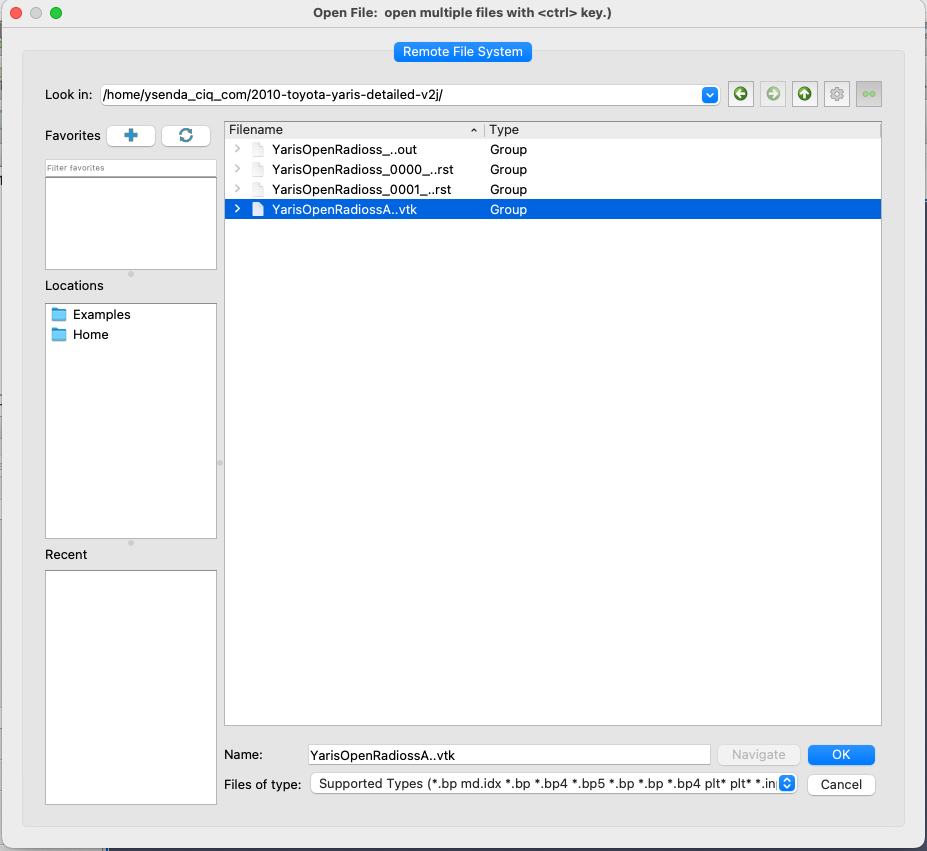 Open File:  open multiple files with <ctrl> key.)
Remote File System
Look in: /home/ysenda_ciq_com/2010-toyota-yaris-detailed-v2j/
Favorites
Filter favorites
Locations
Examples
Home
Recent
Filename Type
YarisOpenRadioss_..out Group
YarisOpenRadioss_0000_..rst Group
YarisOpenRadioss_0001_..rst Group
YarisOpenRadiossA..vtk Group
Name: YarisOpenRadiossA..vtk Navigate OK
Files of type: Supported Types (*.bp md.idx *.bp *.bp4 *.bp5 *.bp *.bp *.bp4 plt* plt* *.in Cancel